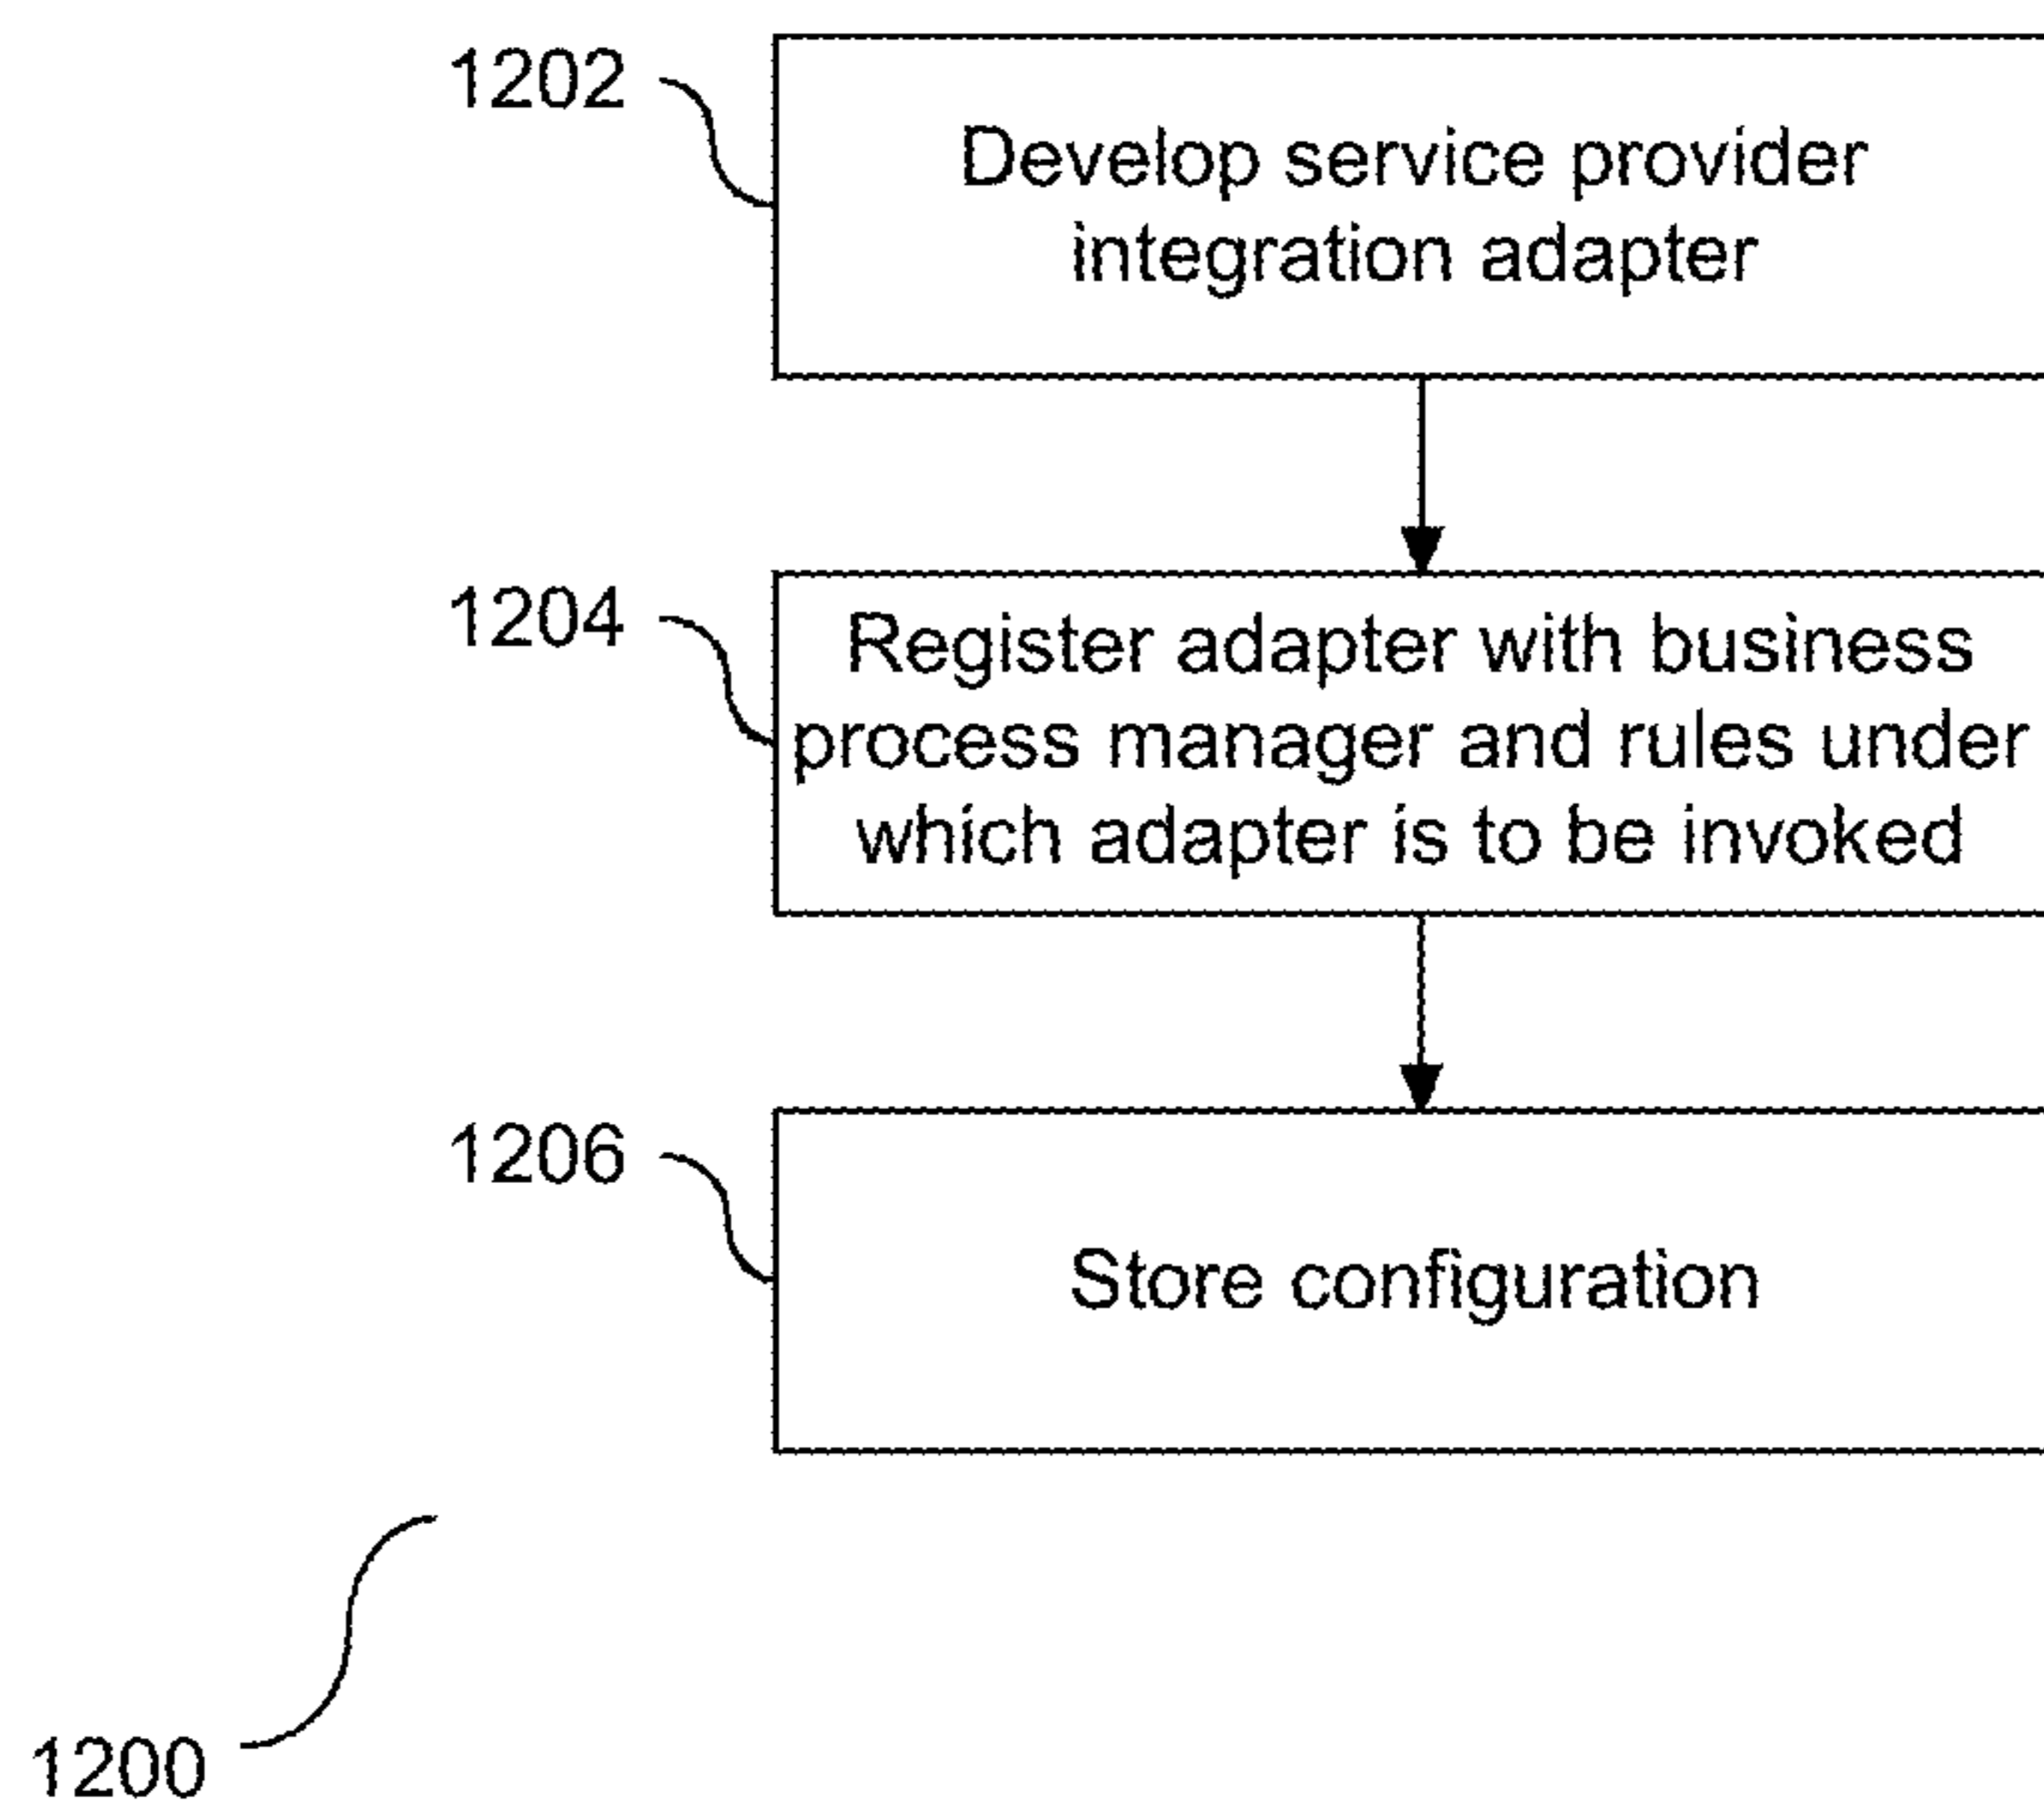 1202
Develop service provider
integration adapter
1204
Register adapter with business
process manager and rules under
which adapter is to be invoked
1206
Store configuration
1200